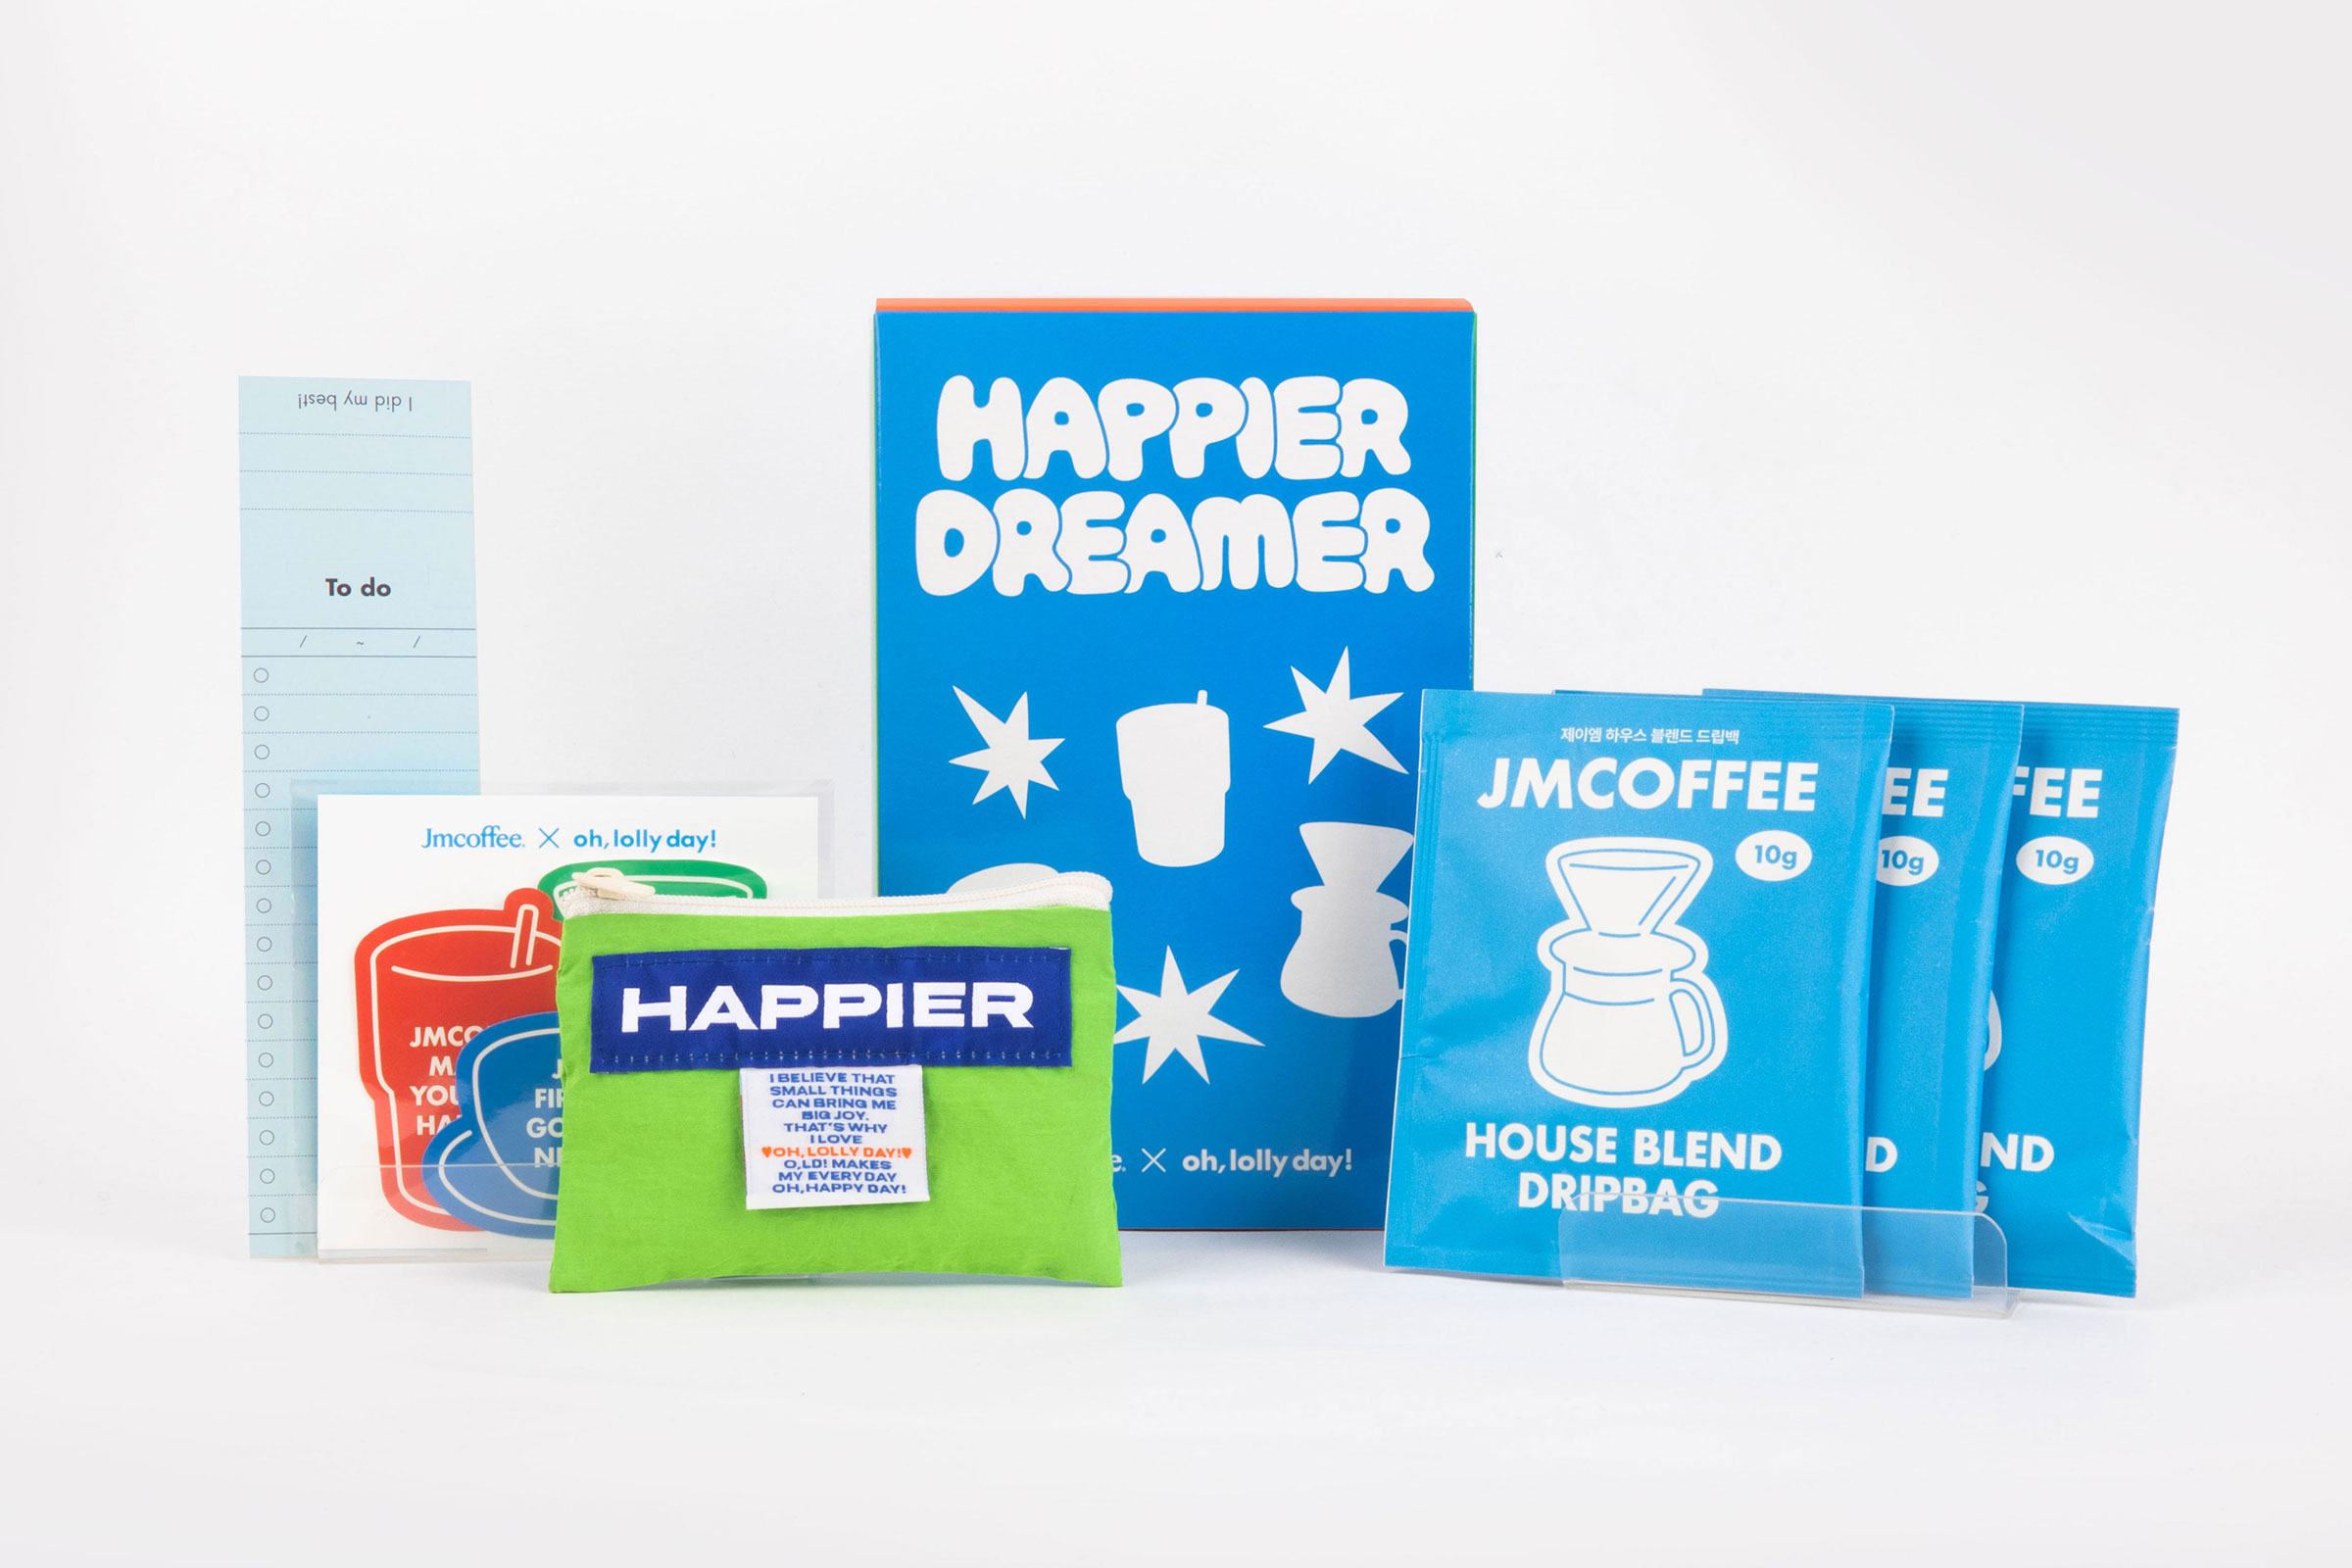 I did my best!
To do
/ ~ /
Jmcoffee. X oh, lolly day!
HAPPIER
I BELIEVE THAT
SMALL THINGS
CAN BRING ME
BIG JOY.
THAT'S WHY
I LOVE
♥OH, LOLLY DAY!♥
O,LD! MAKES
MY EVERYDAY
OH, HAPPY DAY!
HAPPIER
DREAMER
X oh, lolly day!
제이엠 하우스 블렌드 드립백
JMCOFFEE
10g
HOUSE BLEND
DRIPBAG
10g
10g